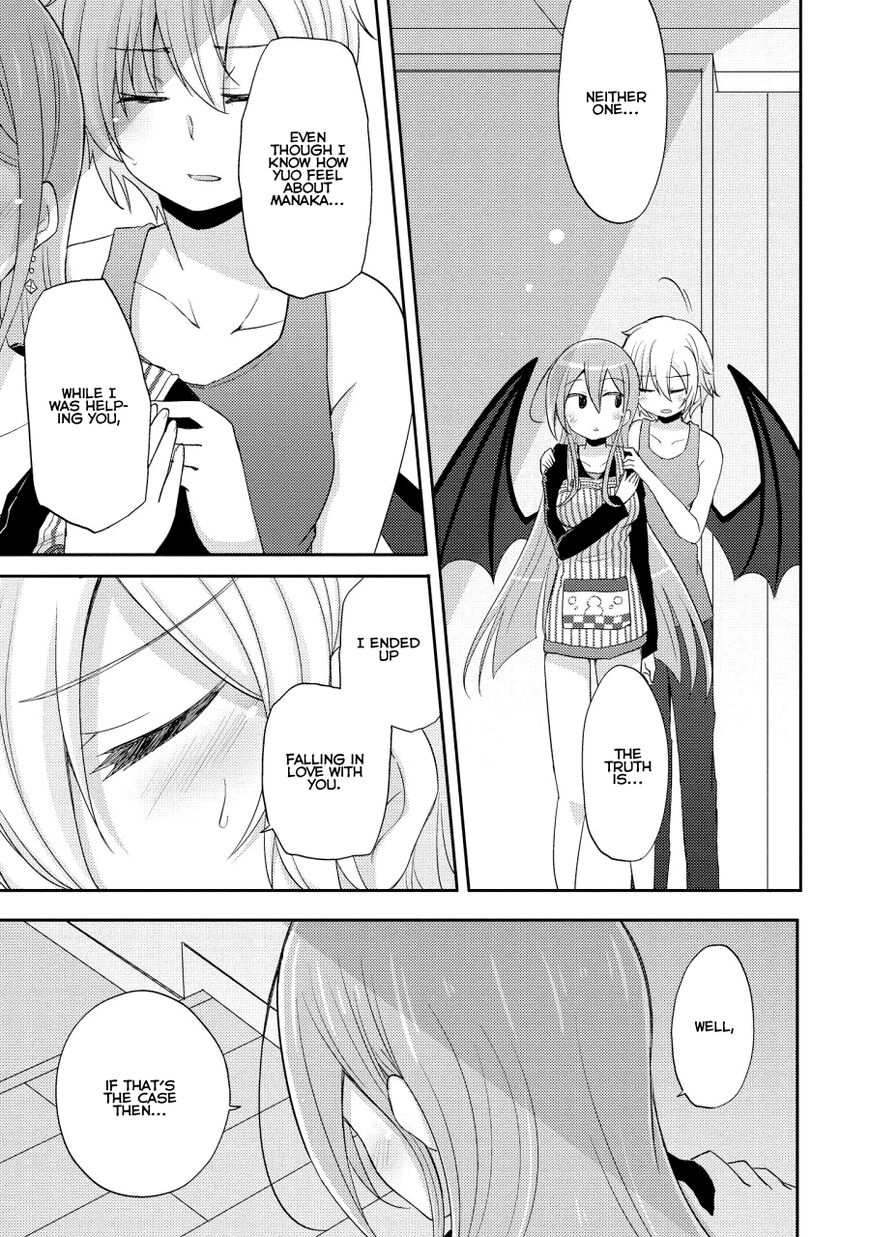 NEITHER
ONE...
THE
TRUTH
IS...
EVEN
THOUGH I
KNOW HOW
YUO FEEL
ABOUT
MANAKA...
WHILE I
WAS HELP-
ING YOU,
I ENDED
UP
FALLING IN
LOVE WITH
YOU.
WELL,
IF THAT'S
THE CASE
THEN...